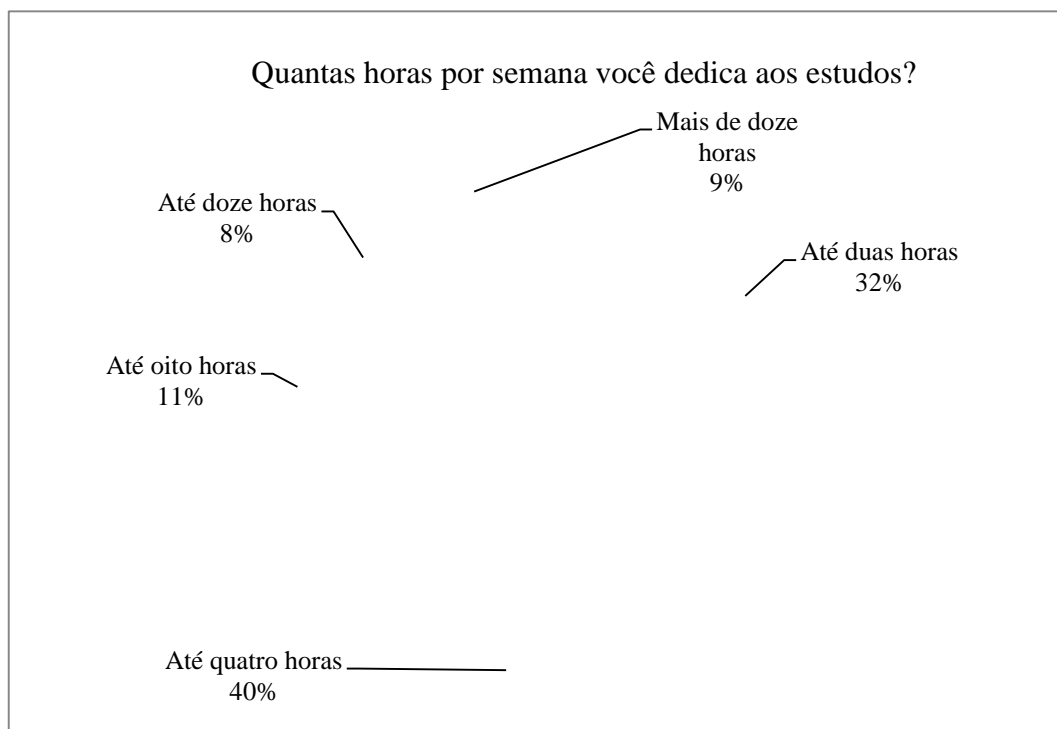 Quantas horas por semana você dedica aos estudos?
Mais de doze
horas
9%
Até doze horas
8%
Até duas horas
32%
Até oito horas
11%
Até quatro horas
40%